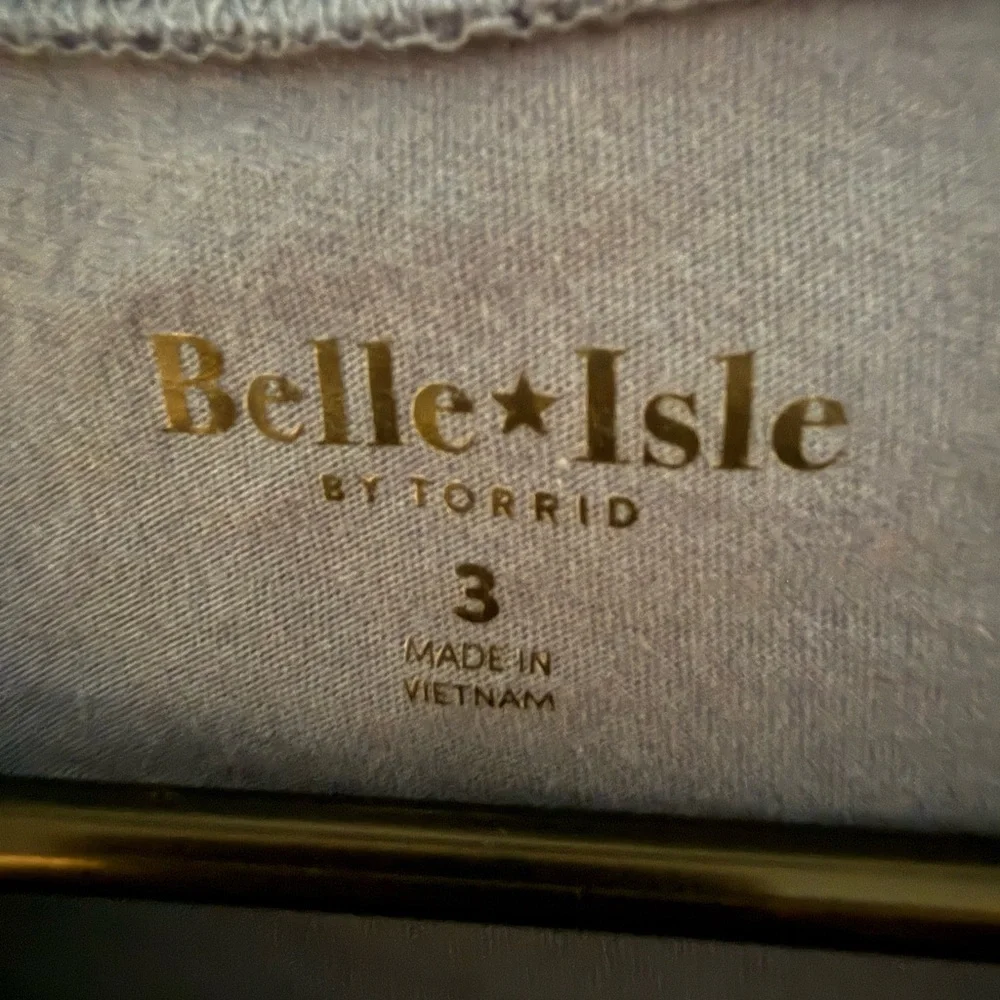 Belle★Isle
BY TORRID
3
MADE IN
VIETNAM